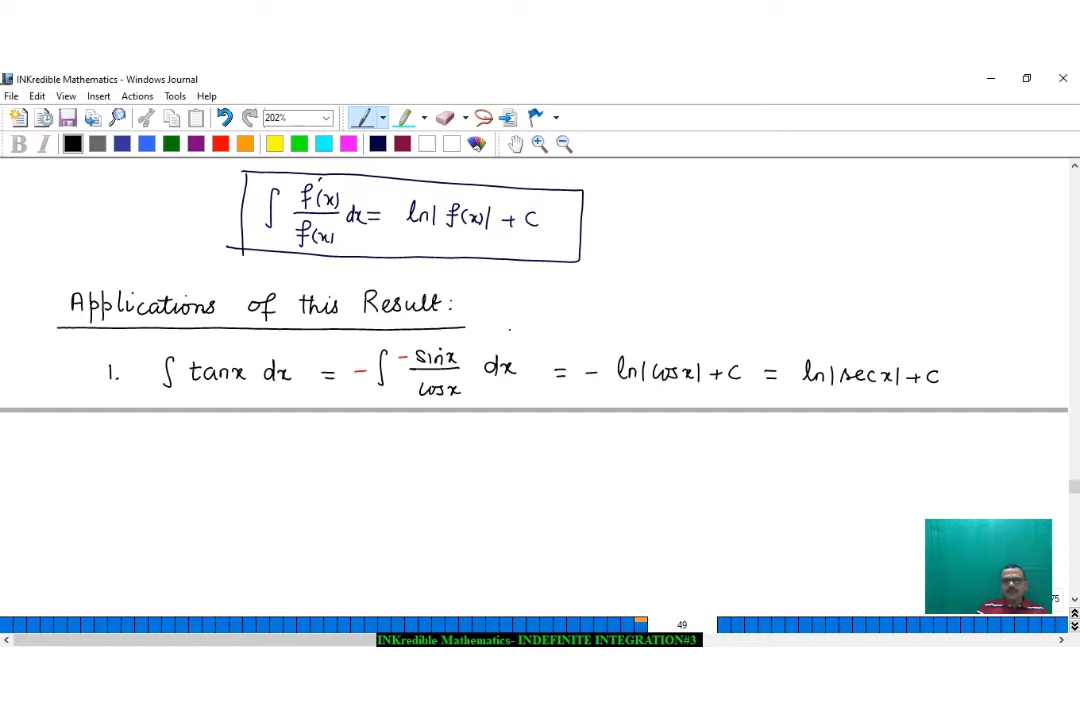 INKredible Mathematics - Windows Journal
File Edit View Insert Actions Tools Help
202%
B I
∫ f'(x)/f(x) dx = ln|f(x)| + C
Applications of this Result:
1. ∫ tanx dx = - ∫ -sinx/cosx dx = - ln|cosx| + C = ln|secx| + C
75
49
INKredible Mathematics- INDEFINITE INTEGRATION#3